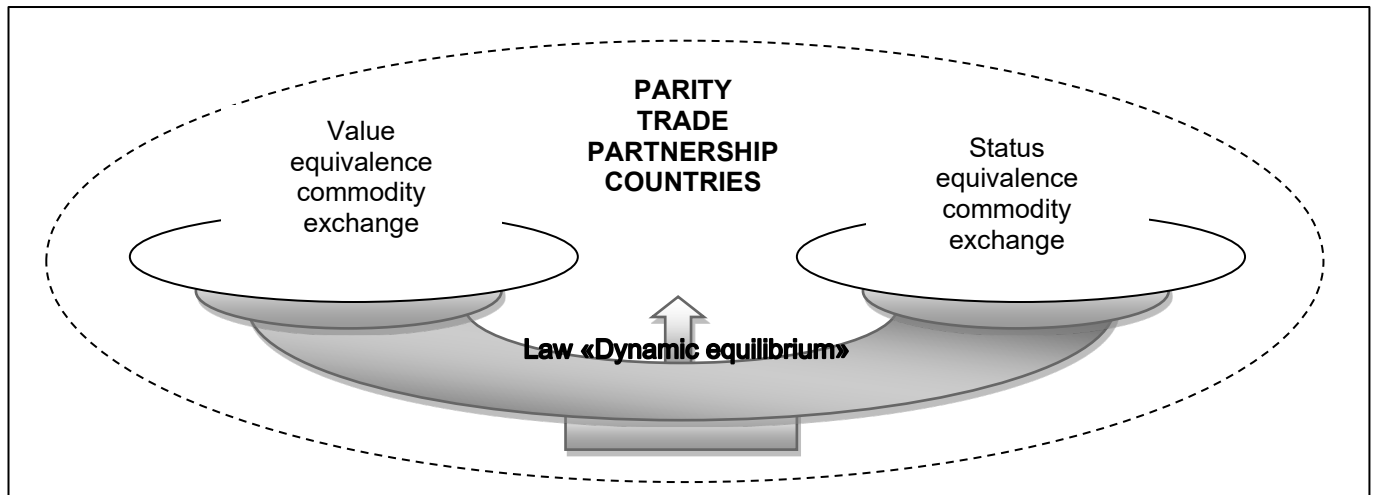 PARITY
TRADE
PARTNERSHIP
COUNTRIES
Value
equivalence
commodity
exchange
Status
equivalence
commodity
exchange
Law «Dynamic equilibrium»